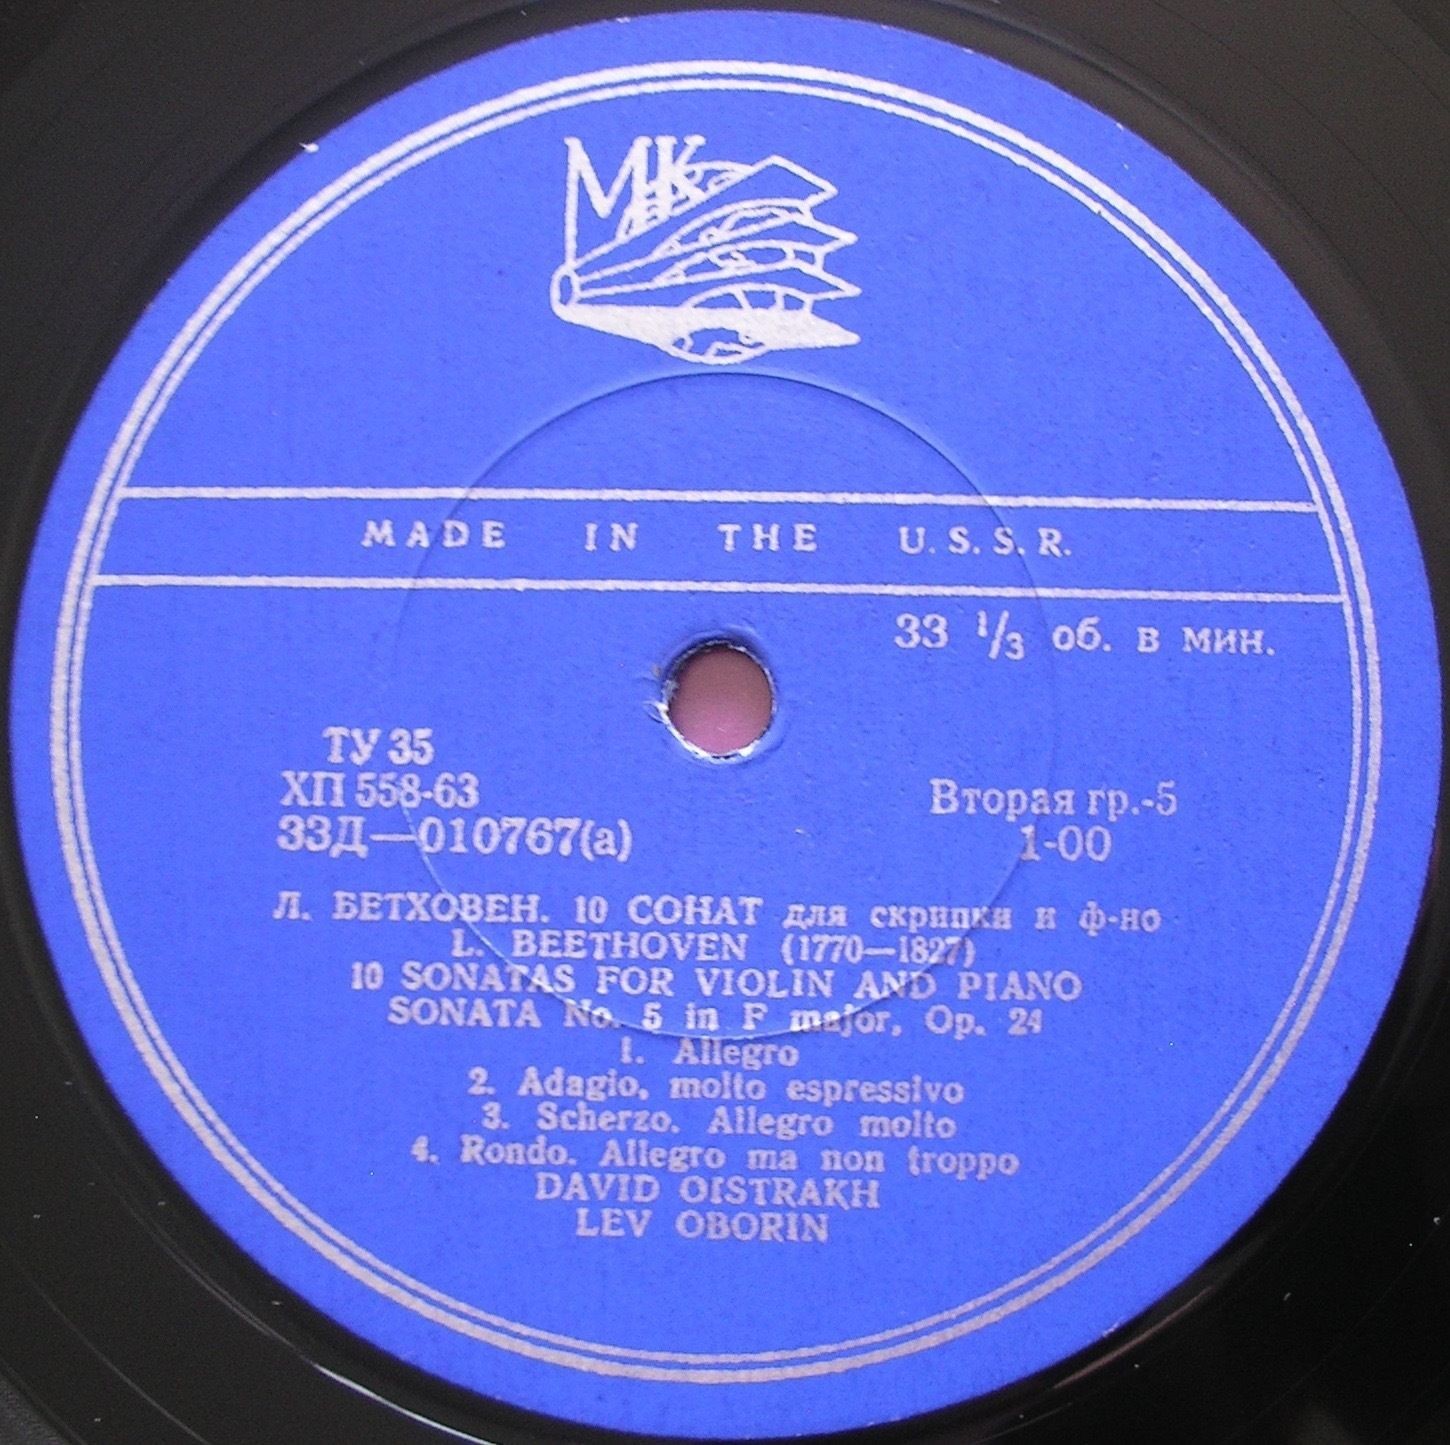 МК
MADE IN THE U.S.S.R.
33 1/3 об. в мин.
ТУ 35
ХП 558-63
33Д—010767(а)
Вторая гр.-5
1-00
Л. БЕТХОВЕН. 10 СОНАТ для скрипки и ф-но
L. BEETHOVEN (1770—1827)
10 SONATAS FOR VIOLIN AND PIANO
SONATA No. 5 in F major, Op. 24
1. Allegro
2. Adagio, molto espressivo
3. Scherzo. Allegro molto
4. Rondo. Allegro ma non troppo
DAVID OISTRAKH
LEV OBORIN